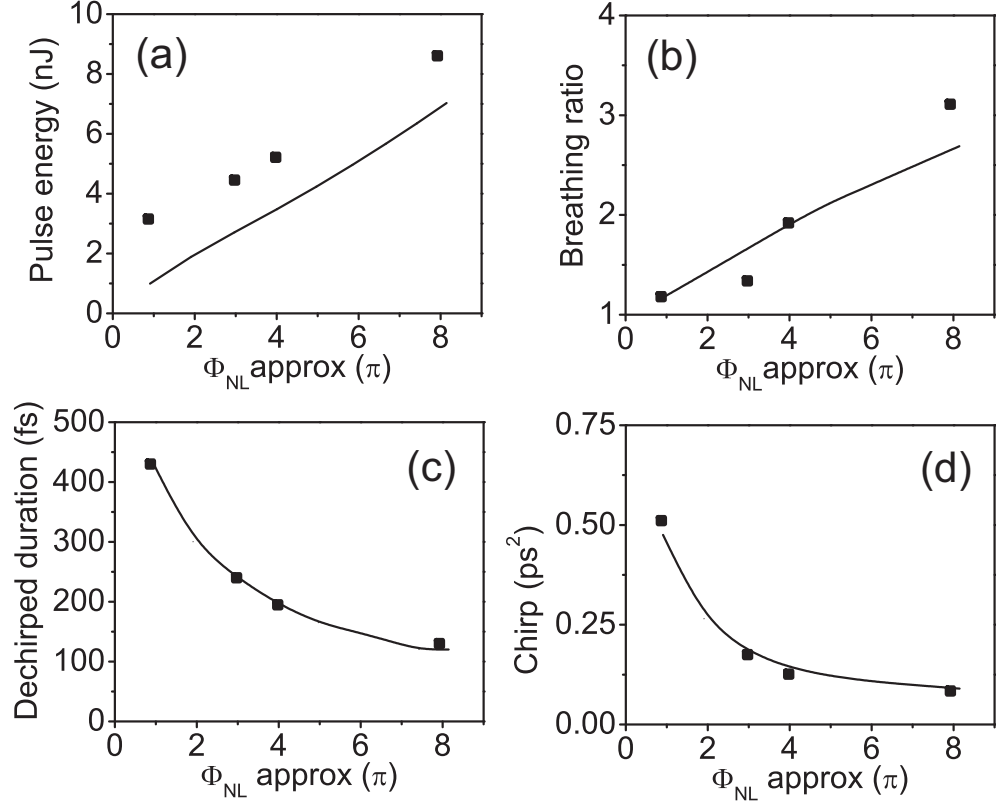 (a)
Pulse energy (nJ)
10
8
6
4
2
0
0 2 4 6 8
Φ_NL approx (π)
(b)
Breathing ratio
4
3
2
1
0 2 4 6 8
Φ_NL approx (π)
(c)
Dechirped duration (fs)
500
400
300
200
100
0
0 2 4 6 8
Φ_NL approx (π)
(d)
Chirp (ps²)
0.75
0.50
0.25
0.00
0 2 4 6 8
Φ_NL approx (π)